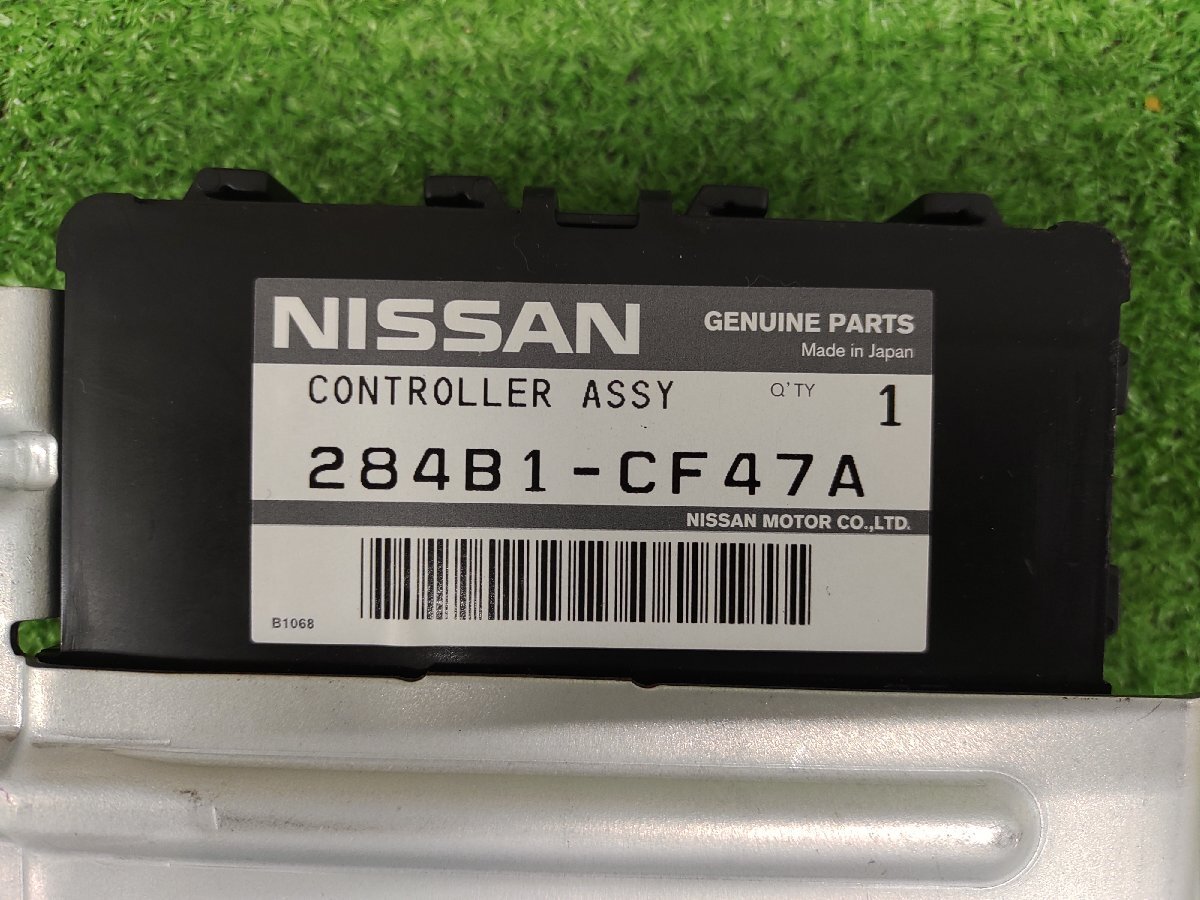 NISSAN GENUINE PARTS
Made in Japan
CONTROLLER ASSY Q'TY 1
284B1-CF47A
NISSAN MOTOR CO.,LTD.
B1068